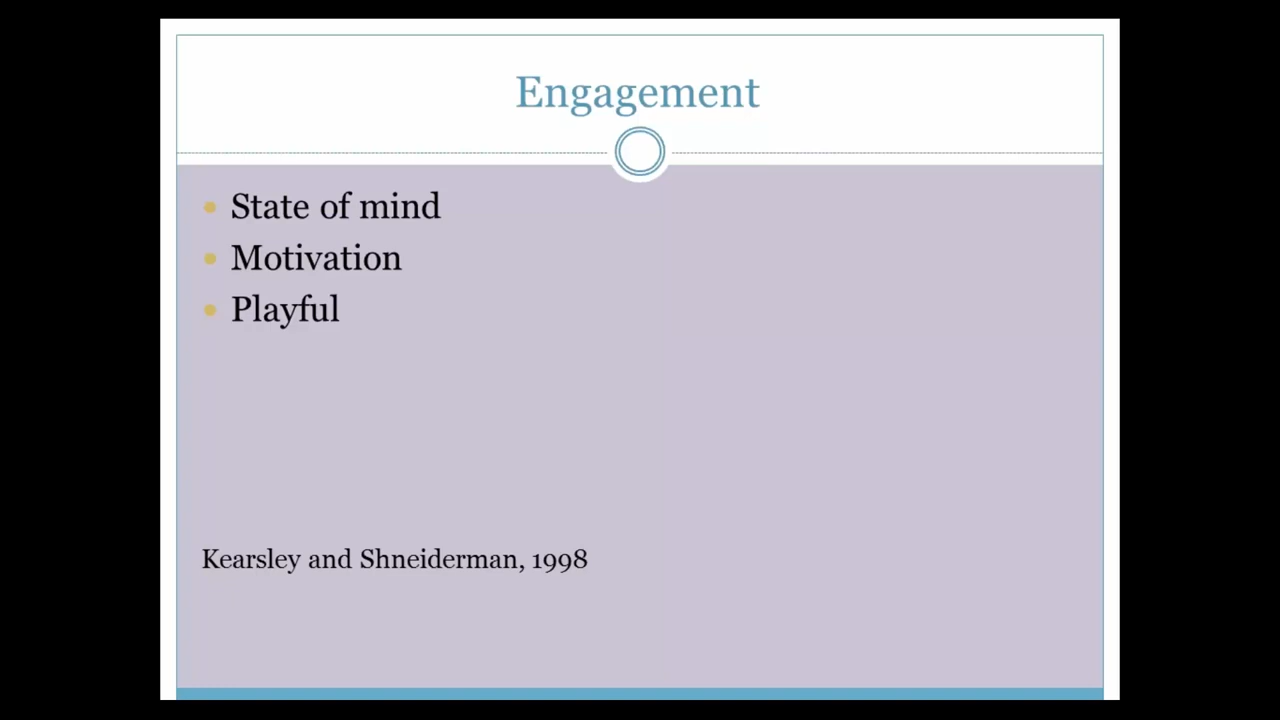 Engagement
State of mind
Motivation
Playful
Kearsley and Shneiderman, 1998